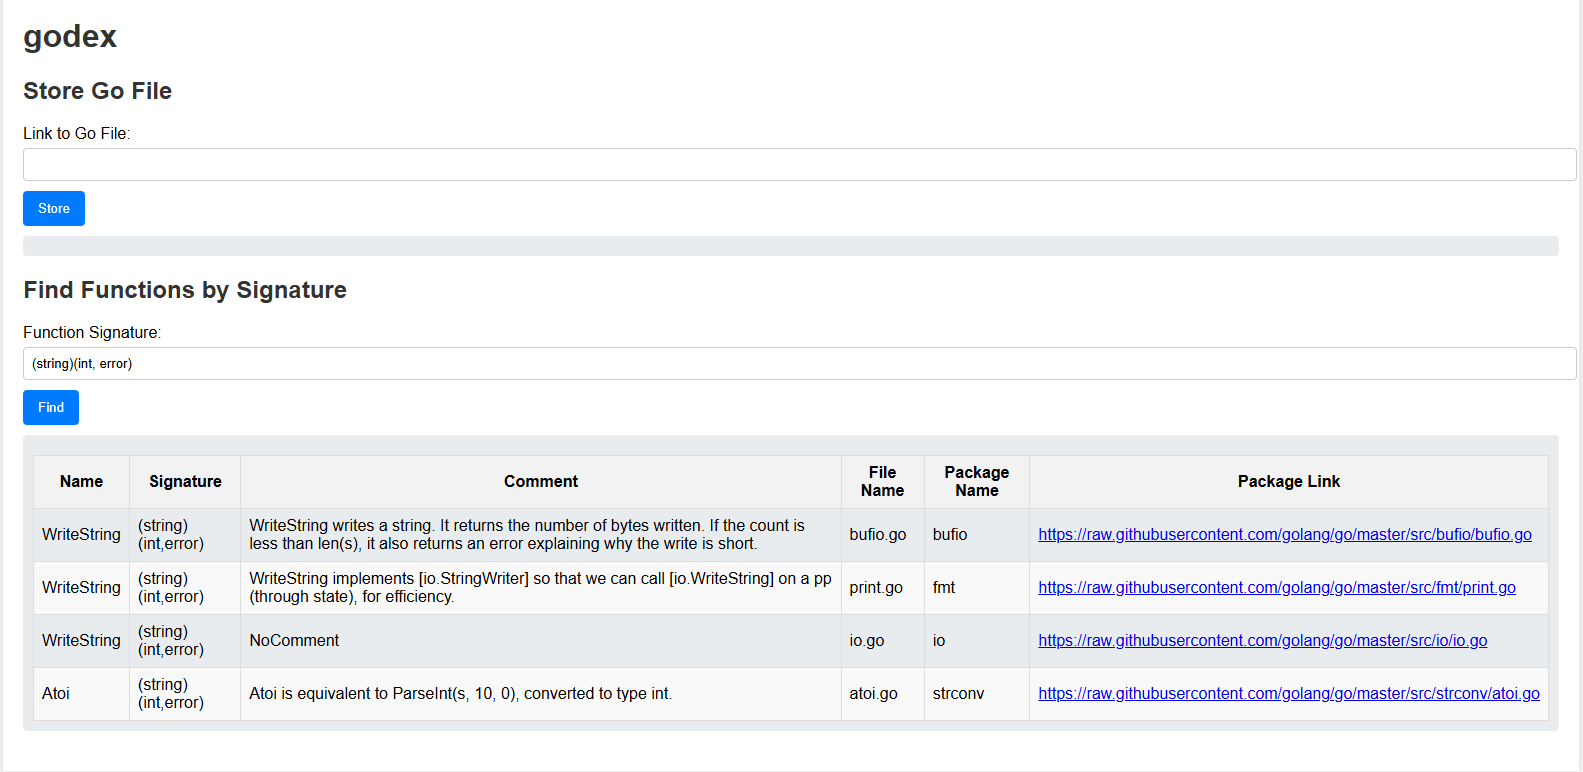 godex
Store Go File
Link to Go File:
Store
Find Functions by Signature
Function Signature:
(string)(int, error)
Find
Name Signature Comment File Name Package Name Package Link
WriteString (string) (int,error) WriteString writes a string. It returns the number of bytes written. If the count is less than len(s), it also returns an error explaining why the write is short. bufio.go bufio https://raw.githubusercontent.com/golang/go/master/src/bufio/bufio.go
WriteString (string) (int,error) WriteString implements [io.StringWriter] so that we can call [io.WriteString] on a pp (through state), for efficiency. print.go fmt https://raw.githubusercontent.com/golang/go/master/src/fmt/print.go
WriteString (string) (int,error) NoComment io.go io https://raw.githubusercontent.com/golang/go/master/src/io/io.go
Atoi (string) (int,error) Atoi is equivalent to ParseInt(s, 10, 0), converted to type int. atoi.go strconv https://raw.githubusercontent.com/golang/go/master/src/strconv/atoi.go